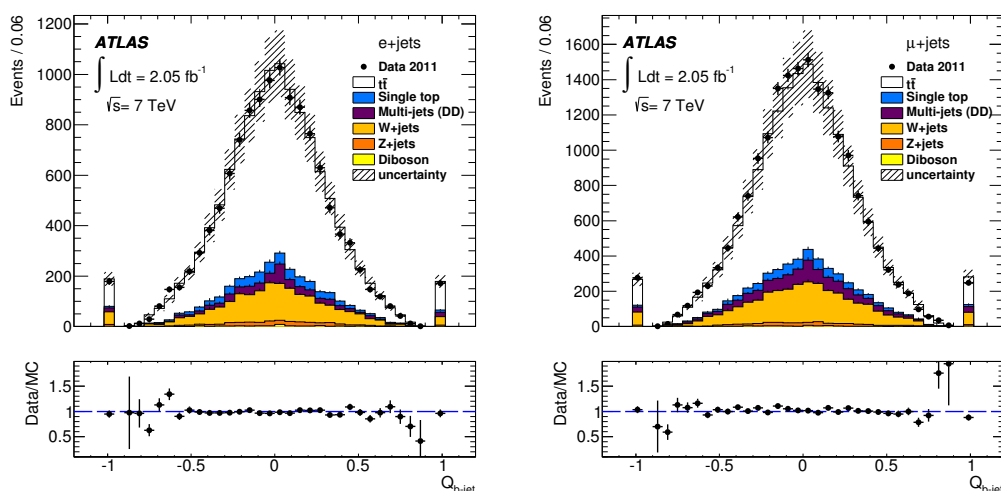 ATLAS
e+jets
∫ Ldt = 2.05 fb⁻¹
√s= 7 TeV
Data 2011
tt̄
Single top
Multi-jets (DD)
W+jets
Z+jets
Diboson
uncertainty
Events / 0.06
1200
1000
800
600
400
200
0
Data/MC
1.5
1
0.5
-1 -0.5 0 0.5 1
Q b-jet
ATLAS
μ+jets
∫ Ldt = 2.05 fb⁻¹
√s= 7 TeV
Data 2011
tt̄
Single top
Multi-jets (DD)
W+jets
Z+jets
Diboson
uncertainty
Events / 0.06
1600
1400
1200
1000
800
600
400
200
0
Data/MC
1.5
1
0.5
-1 -0.5 0 0.5 1
Q b-jet